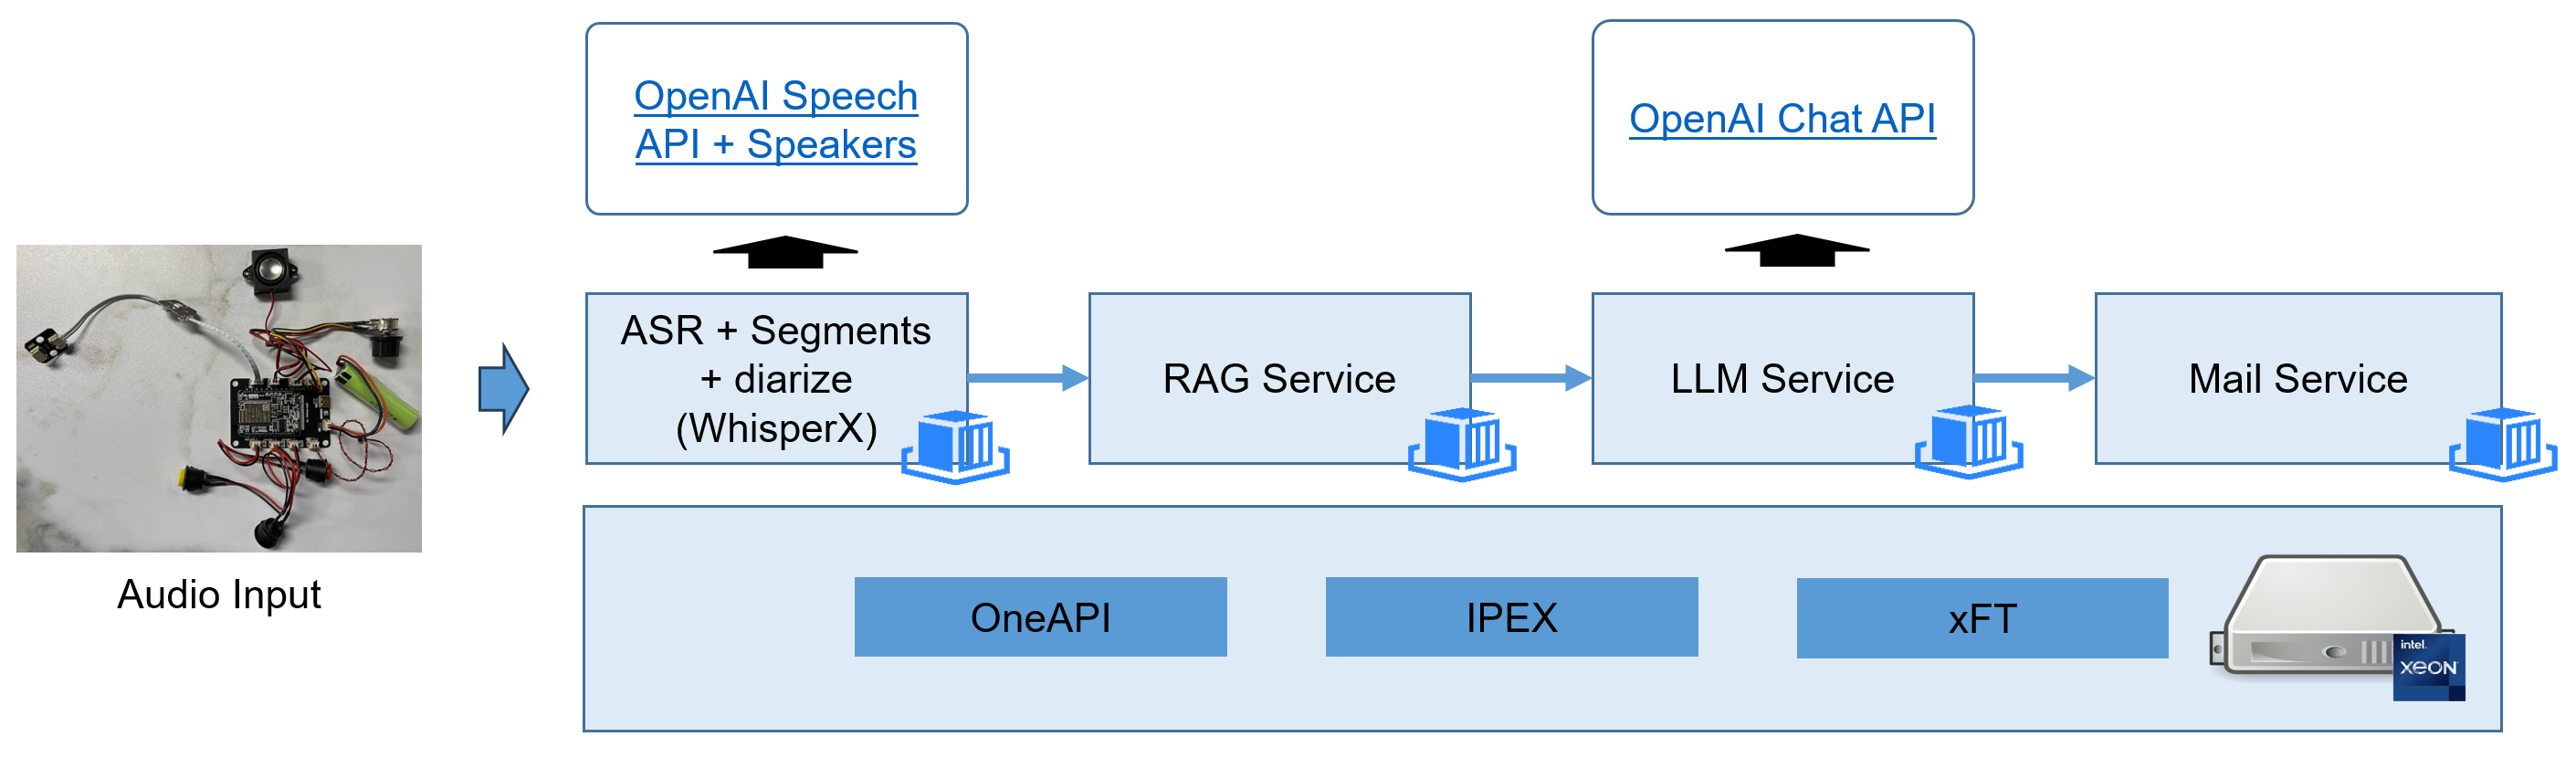 OpenAI Speech
API + Speakers
OpenAI Chat API
ASR + Segments
+ diarize
(WhisperX)
RAG Service
LLM Service
Mail Service
Audio Input
OneAPI
IPEX
xFT
intel.
XEON